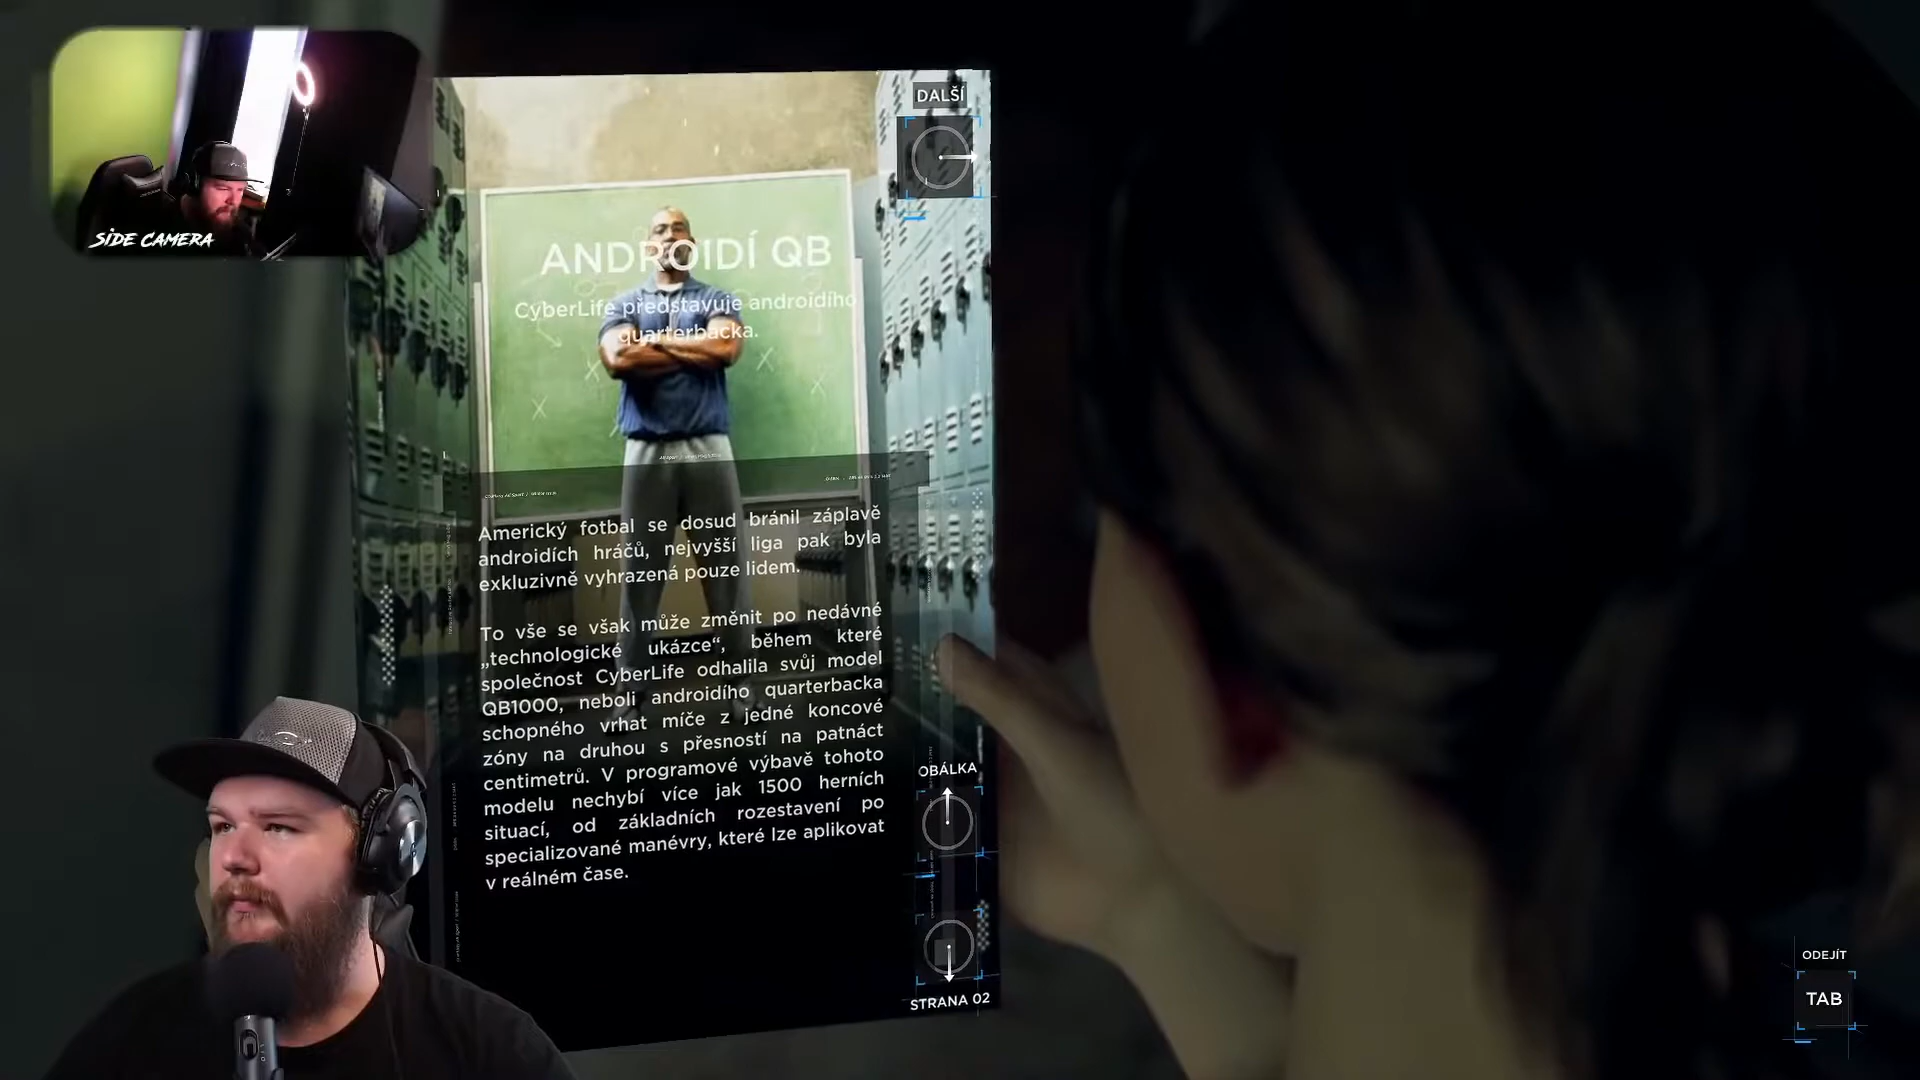 SIDE CAMERA
DALŠÍ
ANDROIDÍ QB
CyberLife představuje androidího
quarterbacka.
Americký fotbal se dosud bránil záplavě
androidích hráčů, nejvyšší liga pak byla
exkluzivně vyhrazená pouze lidem.
To vše se však může změnit po nedávné
„technologické ukázce“, během které
společnost CyberLife odhalila svůj model
QB1000, neboli androidího quarterbacka
schopného vrhat míče z jedné koncové
zóny na druhou s přesností na patnáct
centimetrů. V programové výbavě tohoto
modelu nechybí více jak 1500 herních
situací, od základních rozestavení po
specializované manévry, které lze aplikovat
v reálném čase.
OBÁLKA
STRANA 02
ODEJÍT
TAB